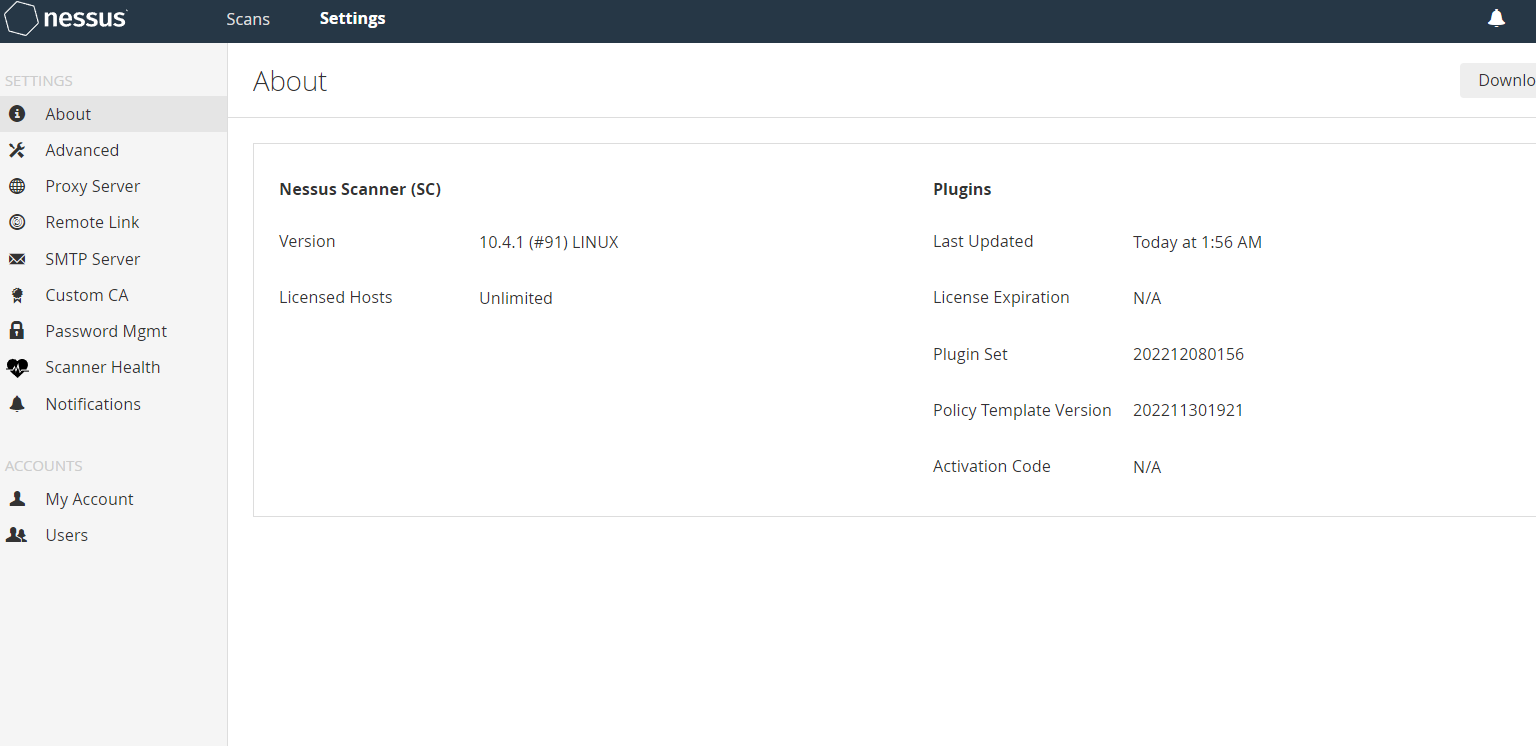 nessus
Scans
Settings
SETTINGS
About
Advanced
Proxy Server
Remote Link
SMTP Server
Custom CA
Password Mgmt
Scanner Health
Notifications
ACCOUNTS
My Account
Users
About
Downlo
Nessus Scanner (SC)
Version 10.4.1 (#91) LINUX
Licensed Hosts Unlimited
Plugins
Last Updated Today at 1:56 AM
License Expiration N/A
Plugin Set 202212080156
Policy Template Version 202211301921
Activation Code N/A